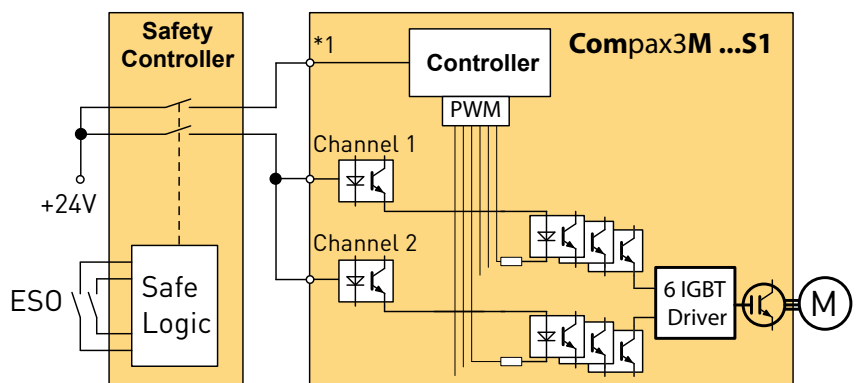 Safety
Controller
*1
Controller
PWM
Compax3M ...S1
Channel 1
+24V
Channel 2
ESO
Safe
Logic
6 IGBT
Driver
M